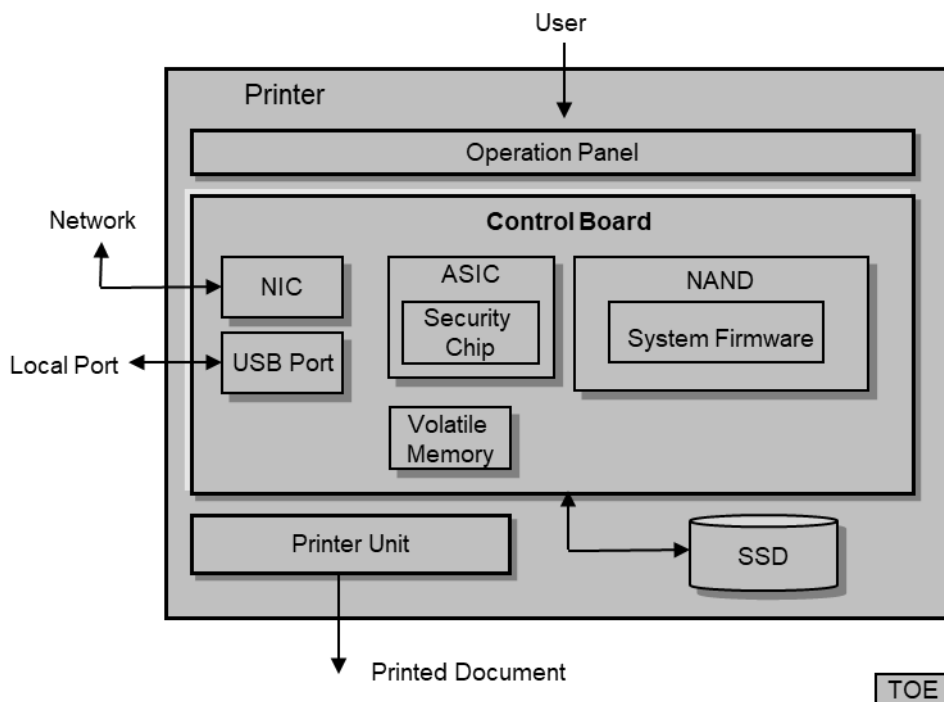 User
Printer
Operation Panel
Control Board
Network
NIC
ASIC
Security
Chip
NAND
System Firmware
Local Port
USB Port
Volatile
Memory
Printer Unit
SSD
Printed Document
TOE